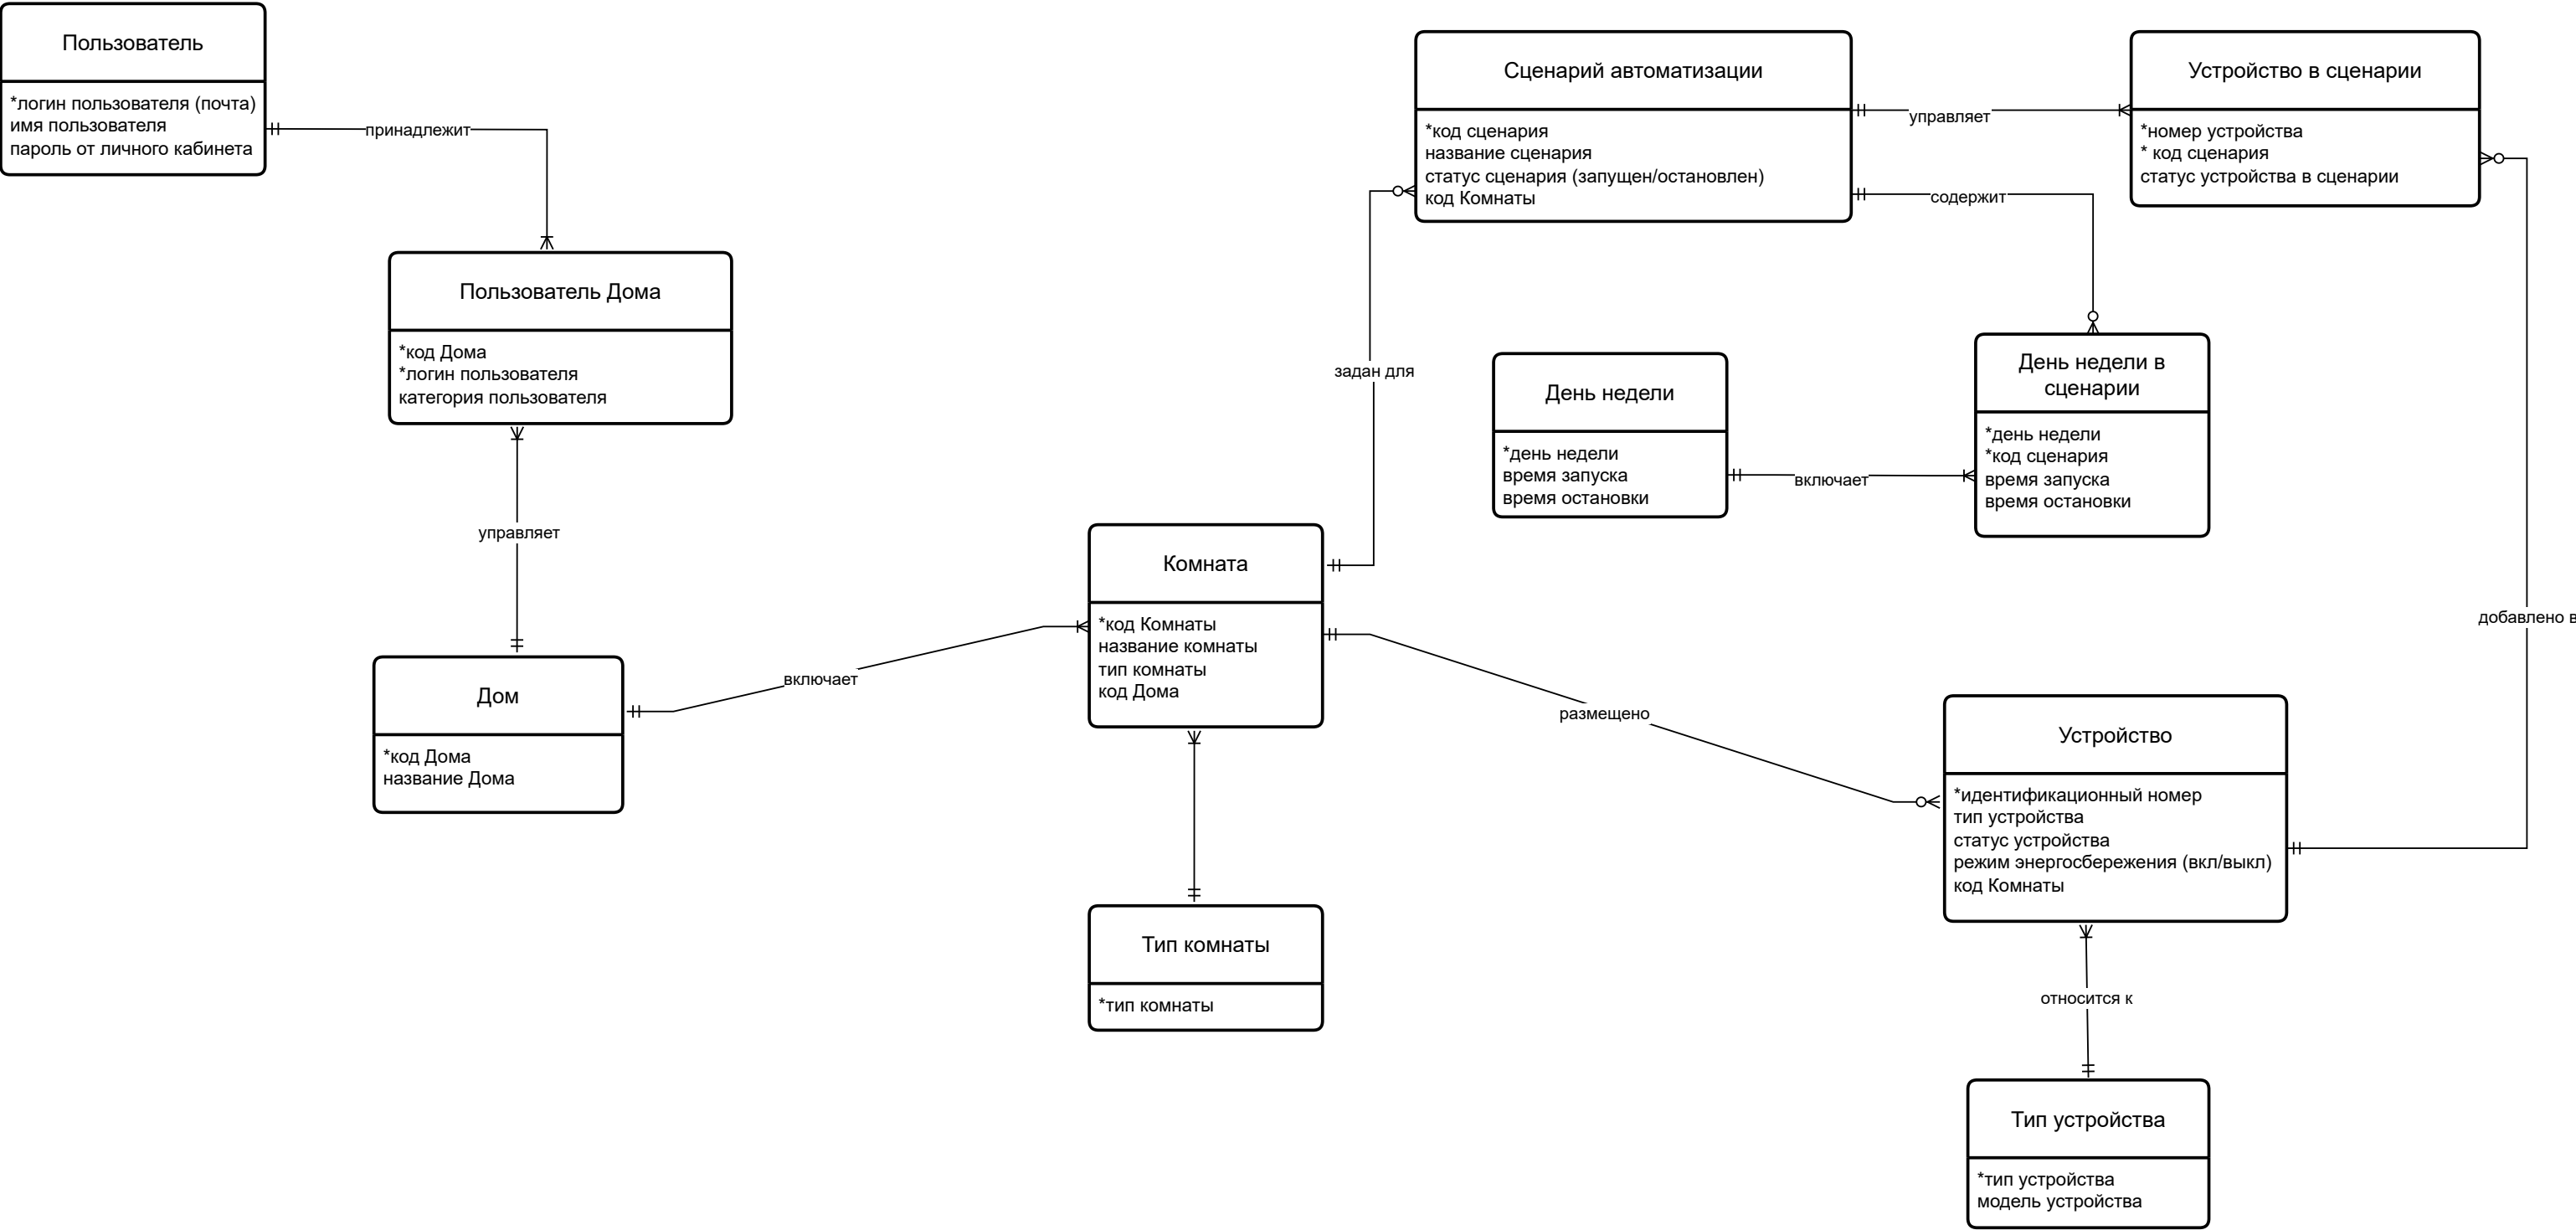 Пользователь
*логин пользователя (почта)
имя пользователя
пароль от личного кабинета
принадлежит
Пользователь Дома
*код Дома
*логин пользователя
категория пользователя
управляет
Дом
*код Дома
название Дома
включает
Комната
*код Комнаты
название комнаты
тип комнаты
код Дома
Тип комнаты
*тип комнаты
задан для
Сценарий автоматизации
*код сценария
название сценария
статус сценария (запущен/остановлен)
код Комнаты
управляет
содержит
Устройство в сценарии
*номер устройства
* код сценария
статус устройства в сценарии
День недели
*день недели
время запуска
время остановки
включает
День недели в
сценарии
*день недели
*код сценария
время запуска
время остановки
добавлено в
размещено
Устройство
*идентификационный номер
тип устройства
статус устройства
режим энергосбережения (вкл/выкл)
код Комнаты
относится к
Тип устройства
*тип устройства
модель устройства